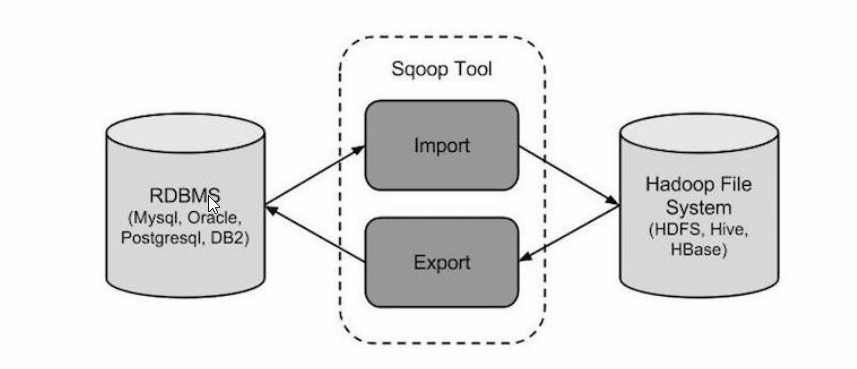 Sqoop Tool
Import
RDBMS
(Mysql, Oracle,
Postgresql, DB2)
Hadoop File
System
(HDFS, Hive,
HBase)
Export